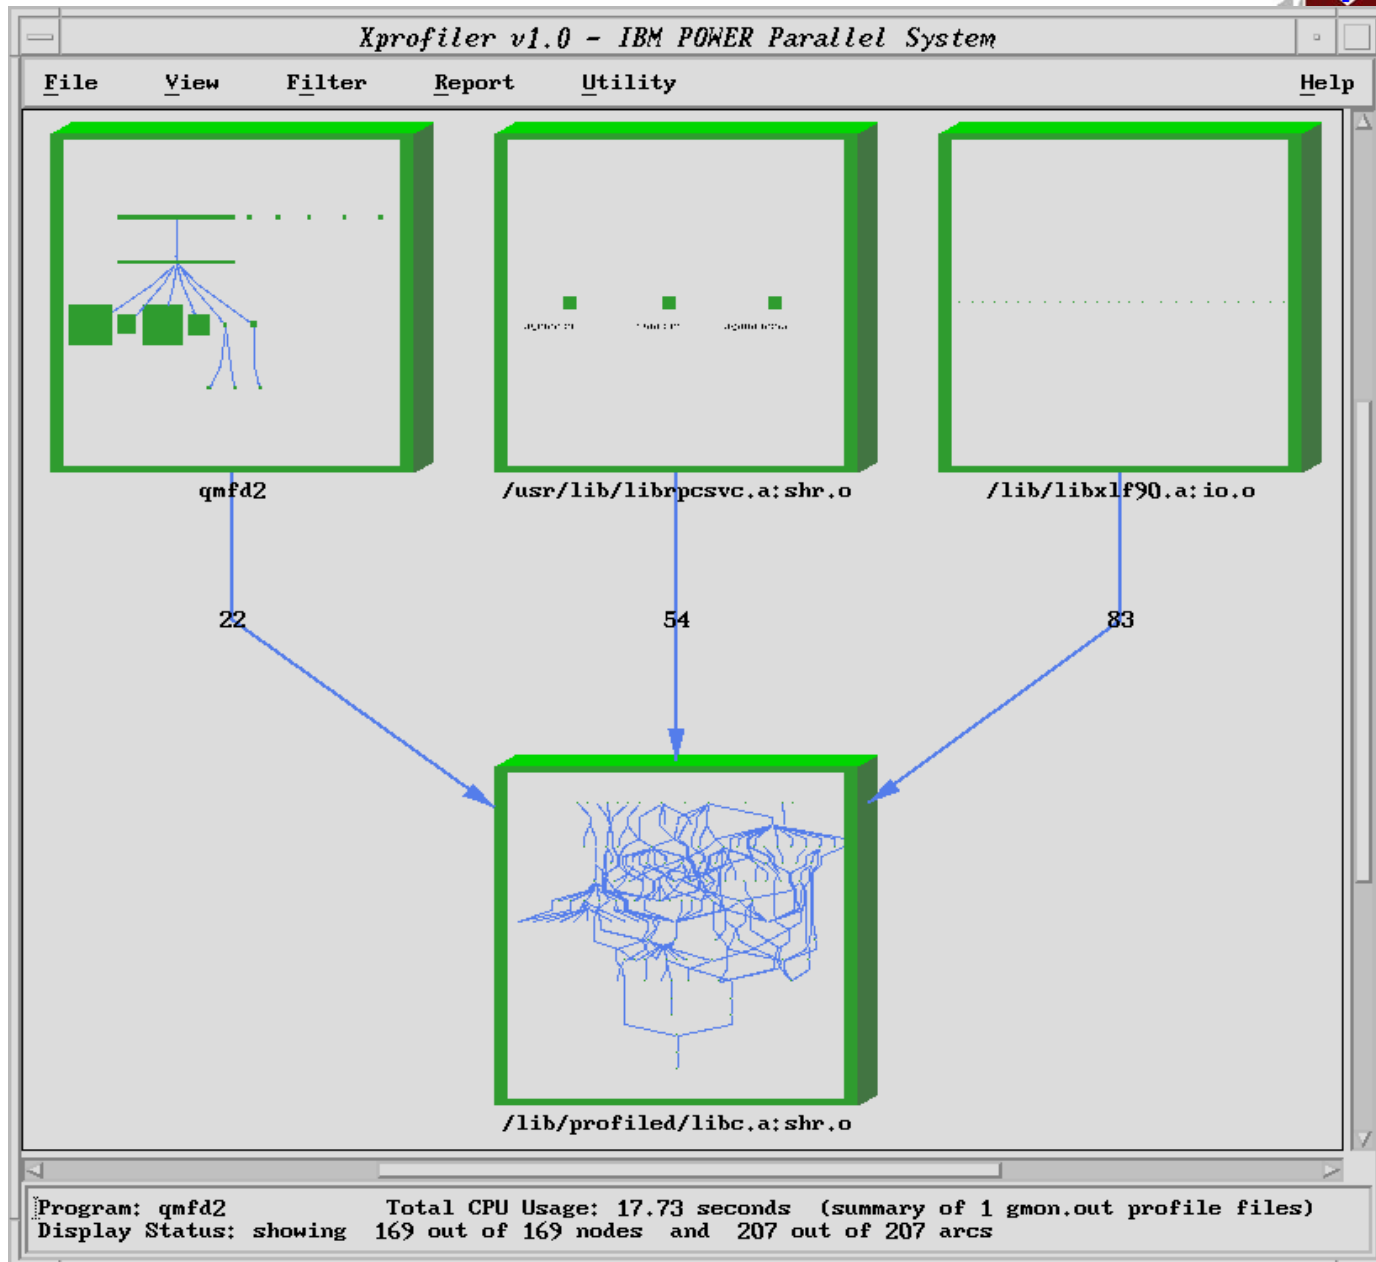 Xprofiler v1.0 - IBM POWER Parallel System
File View Filter Report Utility Help
qmfd2 /usr/lib/librpcsvc.a:shr.o /lib/libxlf90.a:io.o
22 54 83
/lib/profiled/libc.a:shr.o
Program: qmfd2 Total CPU Usage: 17.73 seconds (summary of 1 gmon.out profile files)
Display Status: showing 169 out of 169 nodes and 207 out of 207 arcs